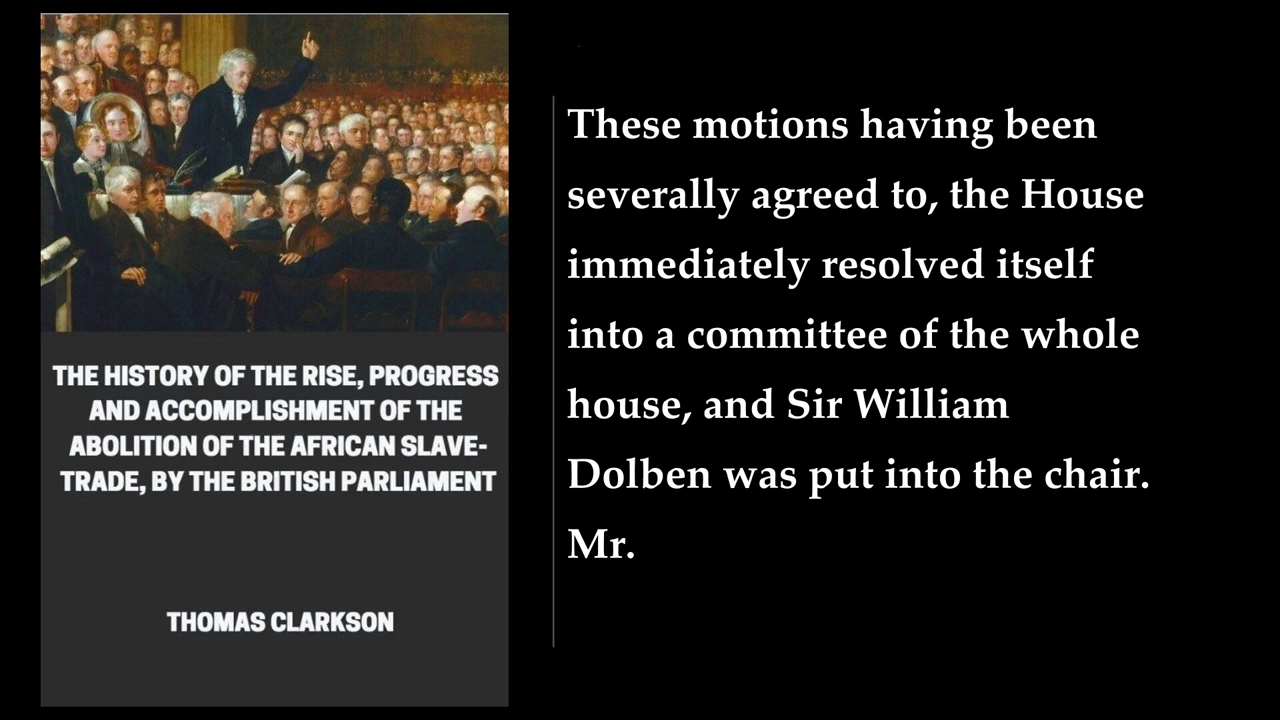 THE HISTORY OF THE RISE, PROGRESS
AND ACCOMPLISHMENT OF THE
ABOLITION OF THE AFRICAN SLAVE-
TRADE, BY THE BRITISH PARLIAMENT
THOMAS CLARKSON
These motions having been
severally agreed to, the House
immediately resolved itself
into a committee of the whole
house, and Sir William
Dolben was put into the chair.
Mr.